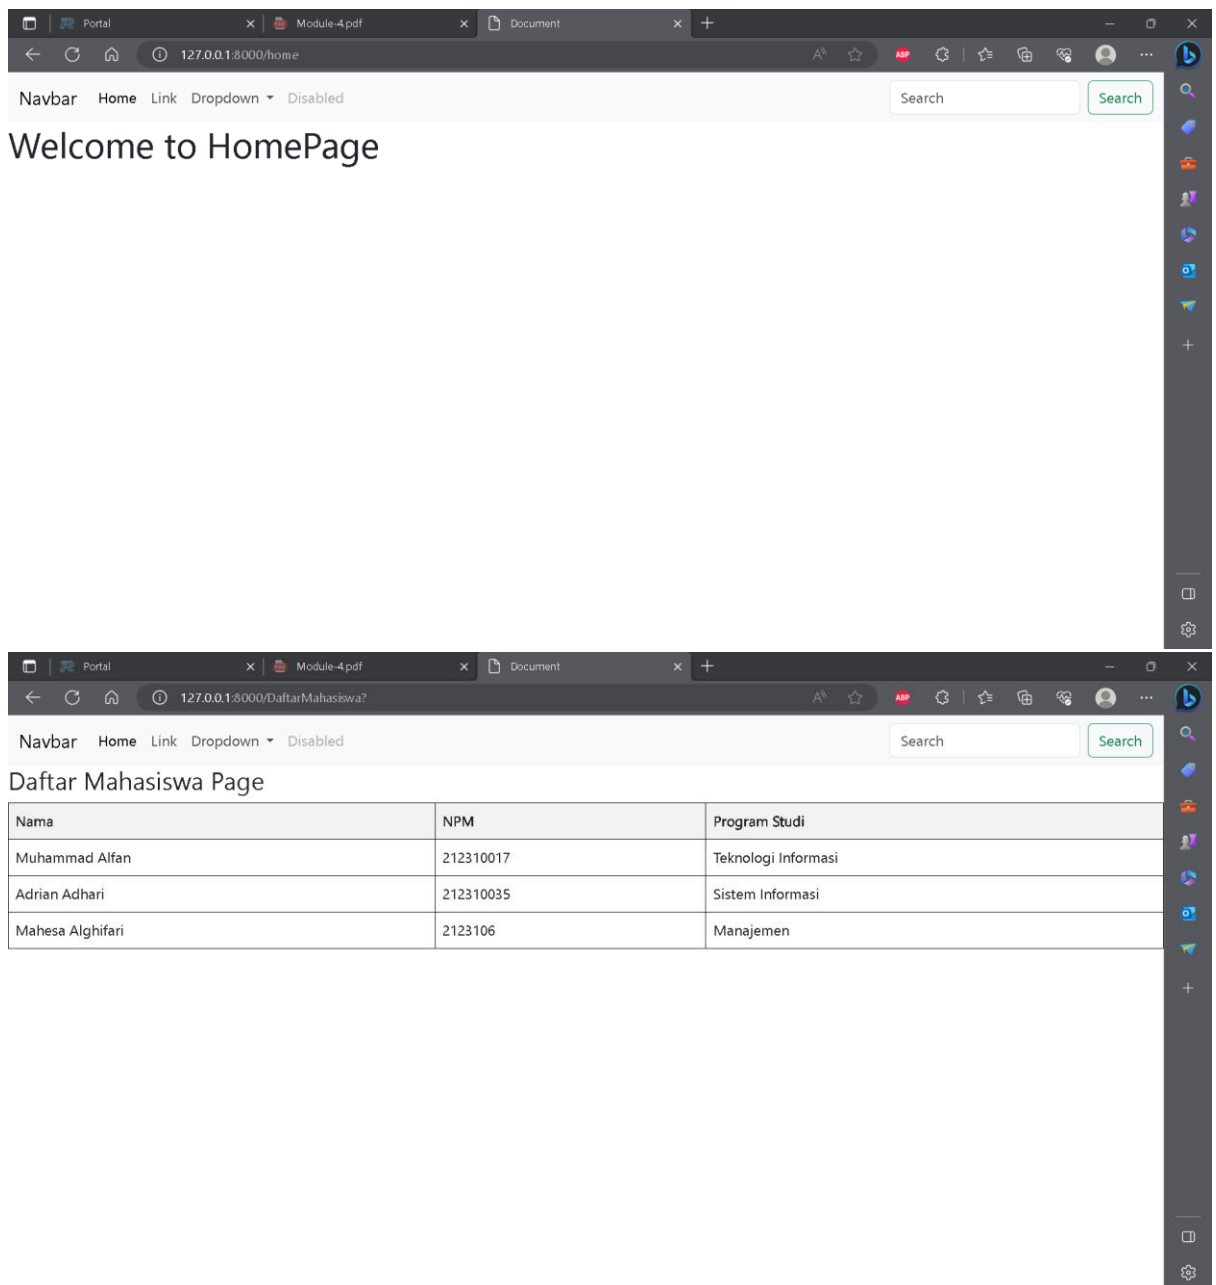 Portal Module-4.pdf Document
127.0.0.1:8000/home
ABP
Navbar Home Link Dropdown Disabled Search Search
Welcome to HomePage
Portal Module-4.pdf Document
127.0.0.1:8000/DaftarMahasiswa?
ABP
Navbar Home Link Dropdown Disabled Search Search
Daftar Mahasiswa Page
Nama NPM Program Studi
Muhammad Alfan 212310017 Teknologi Informasi
Adrian Adhari 212310035 Sistem Informasi
Mahesa Alghifari 2123106 Manajemen